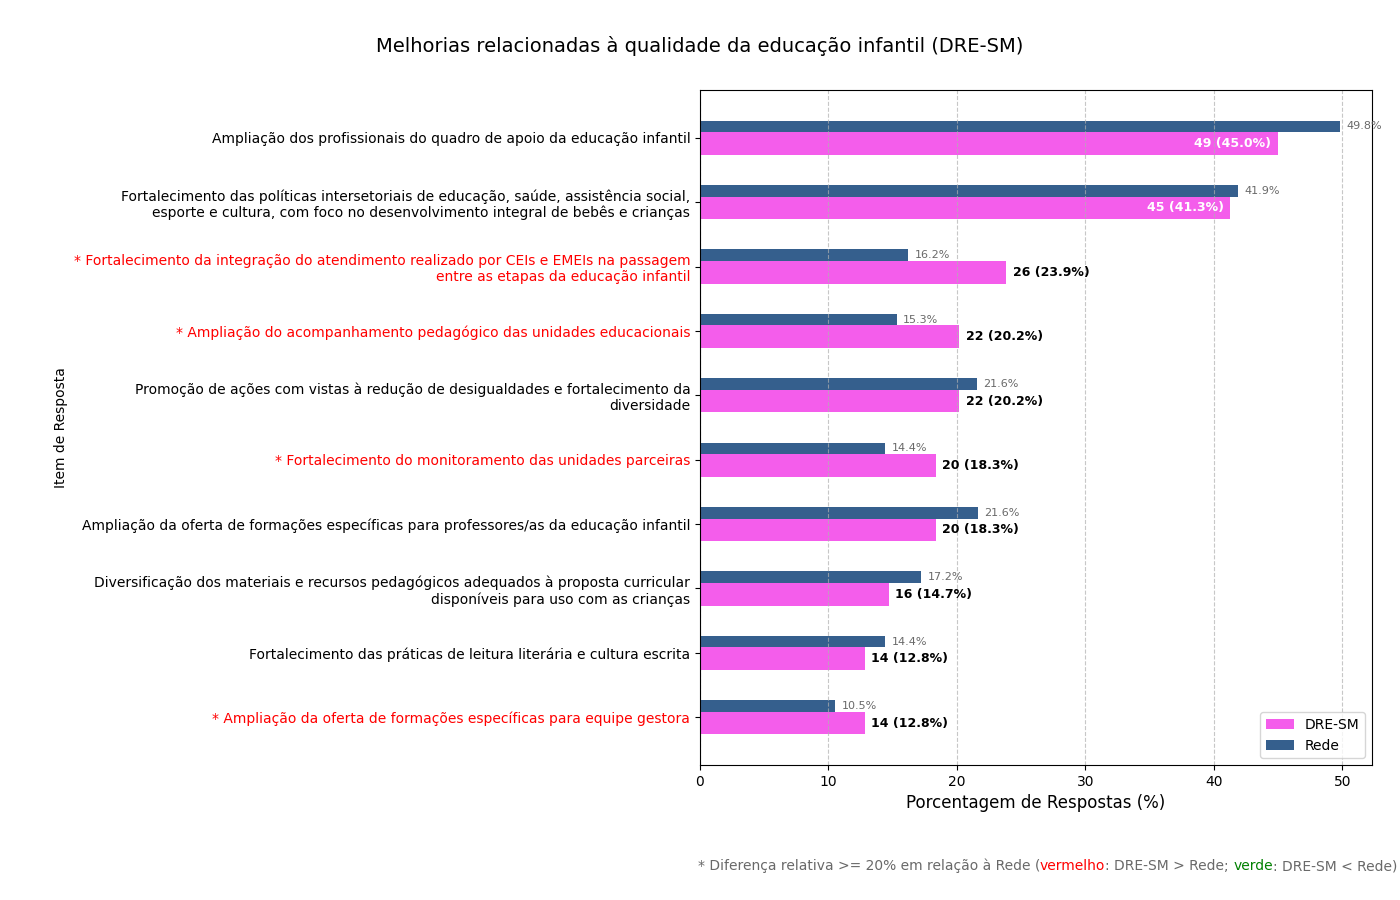 Melhorias relacionadas à qualidade da educação infantil (DRE-SM)
Ampliação dos profissionais do quadro de apoio da educação infantil
49.8%
49 (45.0%)
Fortalecimento das políticas intersetoriais de educação, saúde, assistência social,
esporte e cultura, com foco no desenvolvimento integral de bebês e crianças
41.9%
45 (41.3%)
* Fortalecimento da integração do atendimento realizado por CEIs e EMEIs na passagem
entre as etapas da educação infantil
16.2%
26 (23.9%)
* Ampliação do acompanhamento pedagógico das unidades educacionais
15.3%
22 (20.2%)
Promoção de ações com vistas à redução de desigualdades e fortalecimento da
diversidade
21.6%
22 (20.2%)
* Fortalecimento do monitoramento das unidades parceiras
14.4%
20 (18.3%)
Ampliação da oferta de formações específicas para professores/as da educação infantil
21.6%
20 (18.3%)
Diversificação dos materiais e recursos pedagógicos adequados à proposta curricular
disponíveis para uso com as crianças
17.2%
16 (14.7%)
Fortalecimento das práticas de leitura literária e cultura escrita
14.4%
14 (12.8%)
* Ampliação da oferta de formações específicas para equipe gestora
10.5%
14 (12.8%)
Item de Resposta
DRE-SM
Rede
0 10 20 30 40 50
Porcentagem de Respostas (%)
* Diferença relativa >= 20% em relação à Rede (vermelho: DRE-SM > Rede; verde: DRE-SM < Rede)